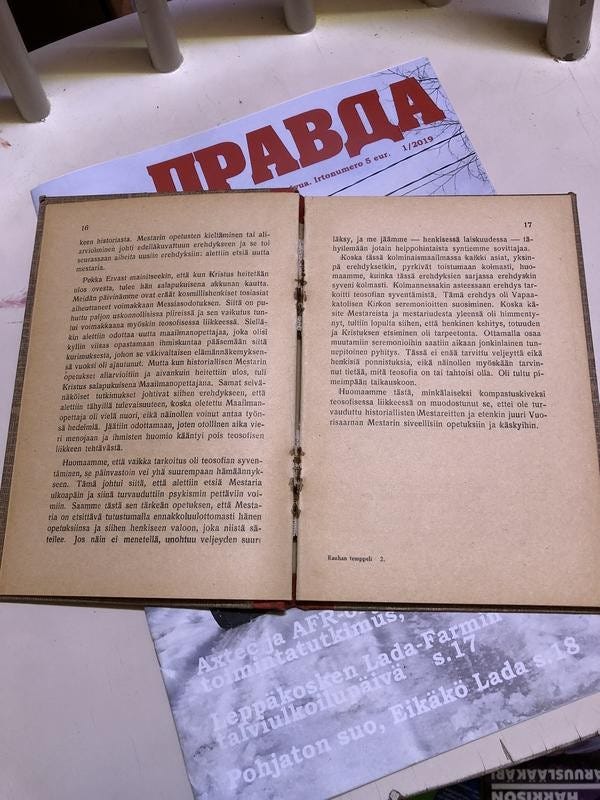 ПРАВДА
vua. Irtonumero 5 eur. 1/2019
16
keen historiasta. Mestarin opetusten kieltäminen tai ali-
arvioiminen johti edelläkuvattuun erehdykseen ja se toi
seurassaan aiheita uusiin erehdyksiin: alettiin etsiä uutta
mestaria.
Pekka Ervast mainitseekin, että kun Kristus heitetään
ulos ovesta, tulee hän salapukuisena akkunan kautta.
Meidän päivinämme ovat eräät kosmillishenkiset tosiasiat
aiheuttaneet voimakkaan Messiasodotuksen. Siitä on pu-
huttu paljon uskonnollisissa piireissä ja sen vaikutus tun-
tui voimakkaana myöskin teosofisessa liikkeessä. Siellä-
kin alettiin odottaa uutta maailmanopettajaa, joka olisi
kyllin viisas opastamaan ihmiskuntaa pääsemään siitä
kurimuksesta, johon se väkivaltaisen elämännäkemyksen-
sä vuoksi oli ajautunut. Mutta kun historiallisen Mestarin
opetukset aliarvioitiin ja aivankuin heitettiin ulos, tuli
Kristus salapukuisena Maailmanopettajana. Samat selvä-
näköiset tutkimukset johtivat siihen erehdykseen, että
alettiin tähyillä tulevaisuuteen, koska oletettu Maailman-
opettaja oli vielä nuori, eikä näinollen voinut antaa työn-
sä hedelmiä. Jäätiin odottamaan, joten otollinen aika vie-
ri menojaan ja ihmisten huomio kääntyi pois teosofisen
liikkeen tehtävästä.
Huomaamme, että vaikka tarkoitus oli teosofian syven-
täminen, se päinvastoin vei yhä suurempaan hämäännyk-
seen. Tämä johtui siitä, että alettiin etsiä Mestaria
ulkoapäin ja siinä turvauduttiin psykismin pettäviin voi-
miin. Saamme tästä sen tärkeän opetuksen, että Mesta-
ria on etsittävä tutustumalla ennakkoluulottomasti hänen
opetuksiinsa ja siihen henkiseen valoon, joka niistä sä-
teilee. Jos näin ei menetellä, unohtuu veljeyden suuri
17
läksy, ja me jäämme — henkisessä laiskuudessa — tä-
hyilemään jotain helppohintaista syntiemme sovittajaa.
Koska tässä kolminaismaailmassa kaikki asiat, yksin-
pä erehdyksetkin, pyrkivät toistumaan kolmasti, huo-
maamme, kuinka tässä erehdyksien sarjassa erehdyskin
syveni kolmasti. Kolmannessakin asteessaan erehdys tar-
koitti teosofian syventämistä. Tämä erehdys oli Vapaa-
katolisen Kirkon seremonioitten suosiminen. Koska kä-
site Mestareista ja mestariudesta yleensä oli himmenty-
nyt, tultiin lopulta siihen, että henkinen kehitys, totuuden
ja Kristuksen etsiminen oli tarpeetonta. Ottamalla osaa
muutamiin seremonioihin saatiin aikaan jonkinlainen tun-
nepitoinen pyhitys. Tässä ei enää tarvittu veljeyttä eikä
henkisiä ponnistuksia, eikä näinollen myöskään tarvin-
nut tietää, mitä teosofia on tai tahtoisi olla. Oli tultu pi-
meimpään taikauskoon.
Huomaamme tästä, minkälaiseksi kompastuskiveksi
teosofisessa liikkeessä on muodostunut se, ettei ole tur-
vauduttu historiallisten Mestareitten ja etenkin juuri Vuo-
risaarnan Mestarin siveellisiin opetuksiin ja käskyihin.
Rauhan temppeli 2.
Axtec ja AFR-
toimintatutkimus,
Leppäkosken Lada-Farmin
talviulkoilupäivä s.17
Pohjaton suo, Eikäkö Lada s.18
HARRISON